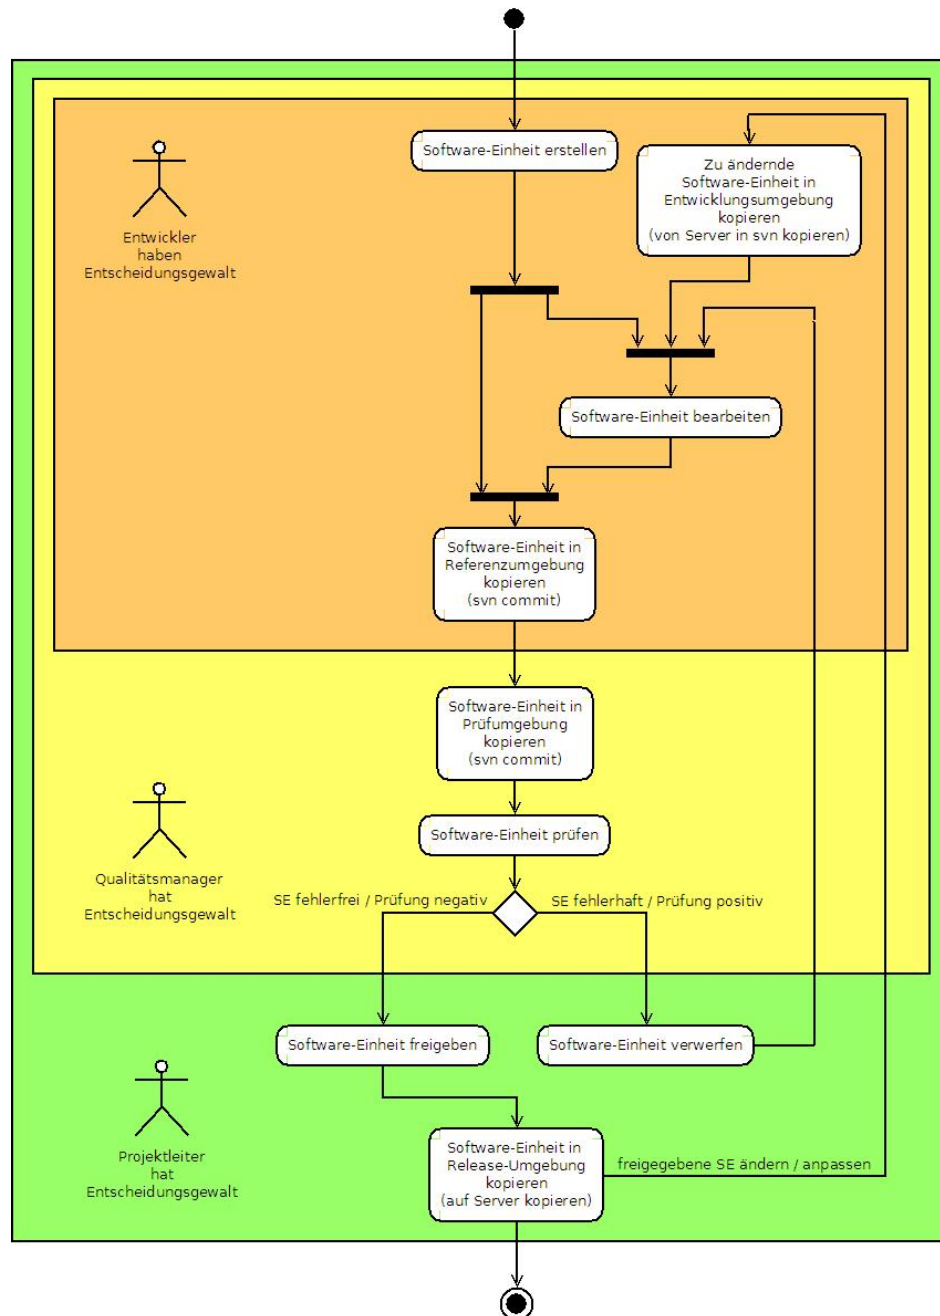 Software-Einheit erstellen
Zu ändernde
Software-Einheit in
Entwicklungsumgebung
kopieren
(von Server in svn kopieren)
Entwickler
haben
Entscheidungsgewalt
Software-Einheit bearbeiten
Software-Einheit in
Referenzumgebung
kopieren
(svn commit)
Software-Einheit in
Prüfumgebung
kopieren
(svn commit)
Software-Einheit prüfen
Qualitätsmanager
hat
Entscheidungsgewalt
SE fehlerfrei / Prüfung negativ
SE fehlerhaft / Prüfung positiv
Software-Einheit freigeben
Software-Einheit verwerfen
Projektleiter
hat
Entscheidungsgewalt
Software-Einheit in
Release-Umgebung
kopieren
(auf Server kopieren)
freigegebene SE ändern / anpassen